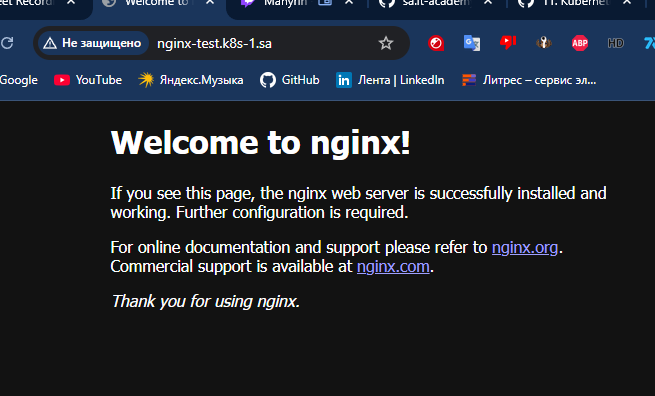 Welcome to
sa.it-academ
11. Kubernet
Не защищено nginx-test.k8s-1.sa
ABP HD
Google YouTube Яндекс.Музыка GitHub Лента | LinkedIn Литрес – сервис эл...
Welcome to nginx!
If you see this page, the nginx web server is successfully installed and
working. Further configuration is required.
For online documentation and support please refer to nginx.org.
Commercial support is available at nginx.com.
Thank you for using nginx.